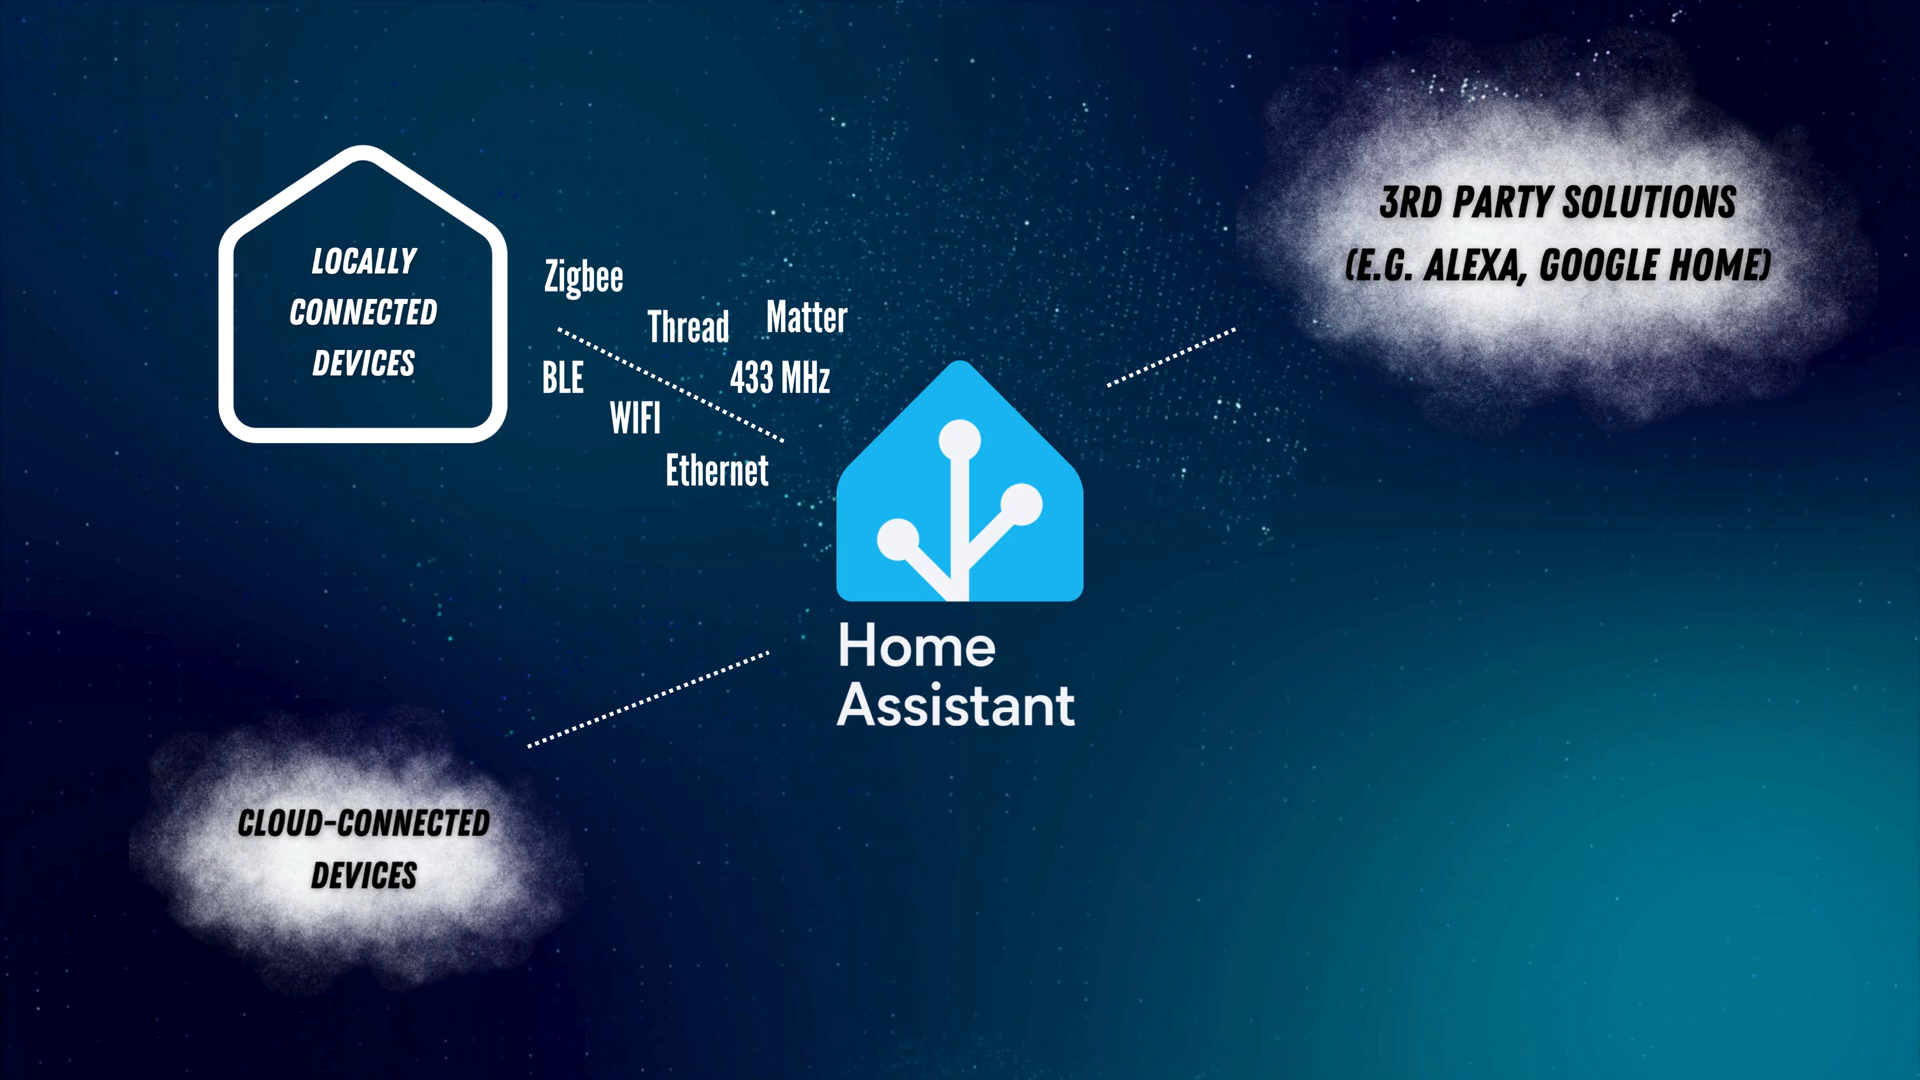 LOCALLY
CONNECTED
DEVICES
Zigbee
Thread
Matter
BLE
433 MHz
WIFI
Ethernet
3RD PARTY SOLUTIONS
(E.G. ALEXA, GOOGLE HOME)
Home
Assistant
CLOUD-CONNECTED
DEVICES